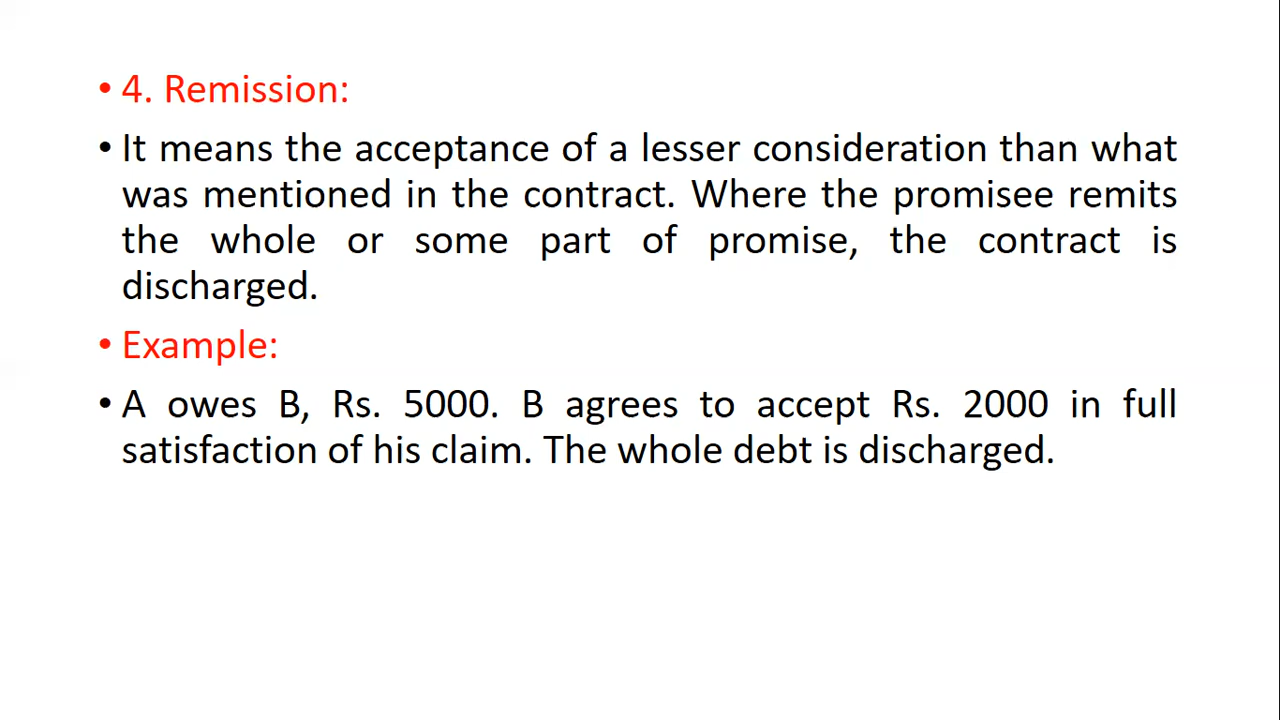 • 4. Remission:
• It means the acceptance of a lesser consideration than what
was mentioned in the contract. Where the promisee remits
the whole or some part of promise, the contract is
discharged.
• Example:
• A owes B, Rs. 5000. B agrees to accept Rs. 2000 in full
satisfaction of his claim. The whole debt is discharged.